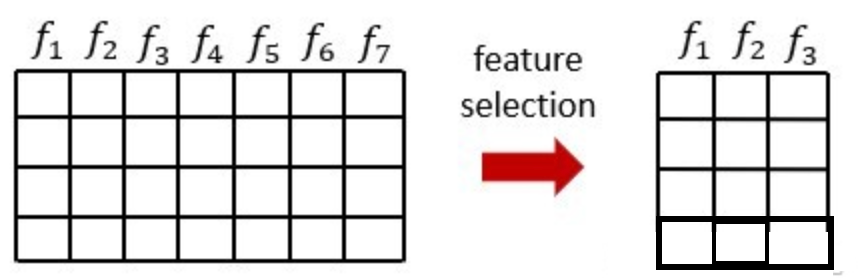 f₁ f₂ f₃ f₄ f₅ f₆ f₇
feature
selection
f₁ f₂ f₃